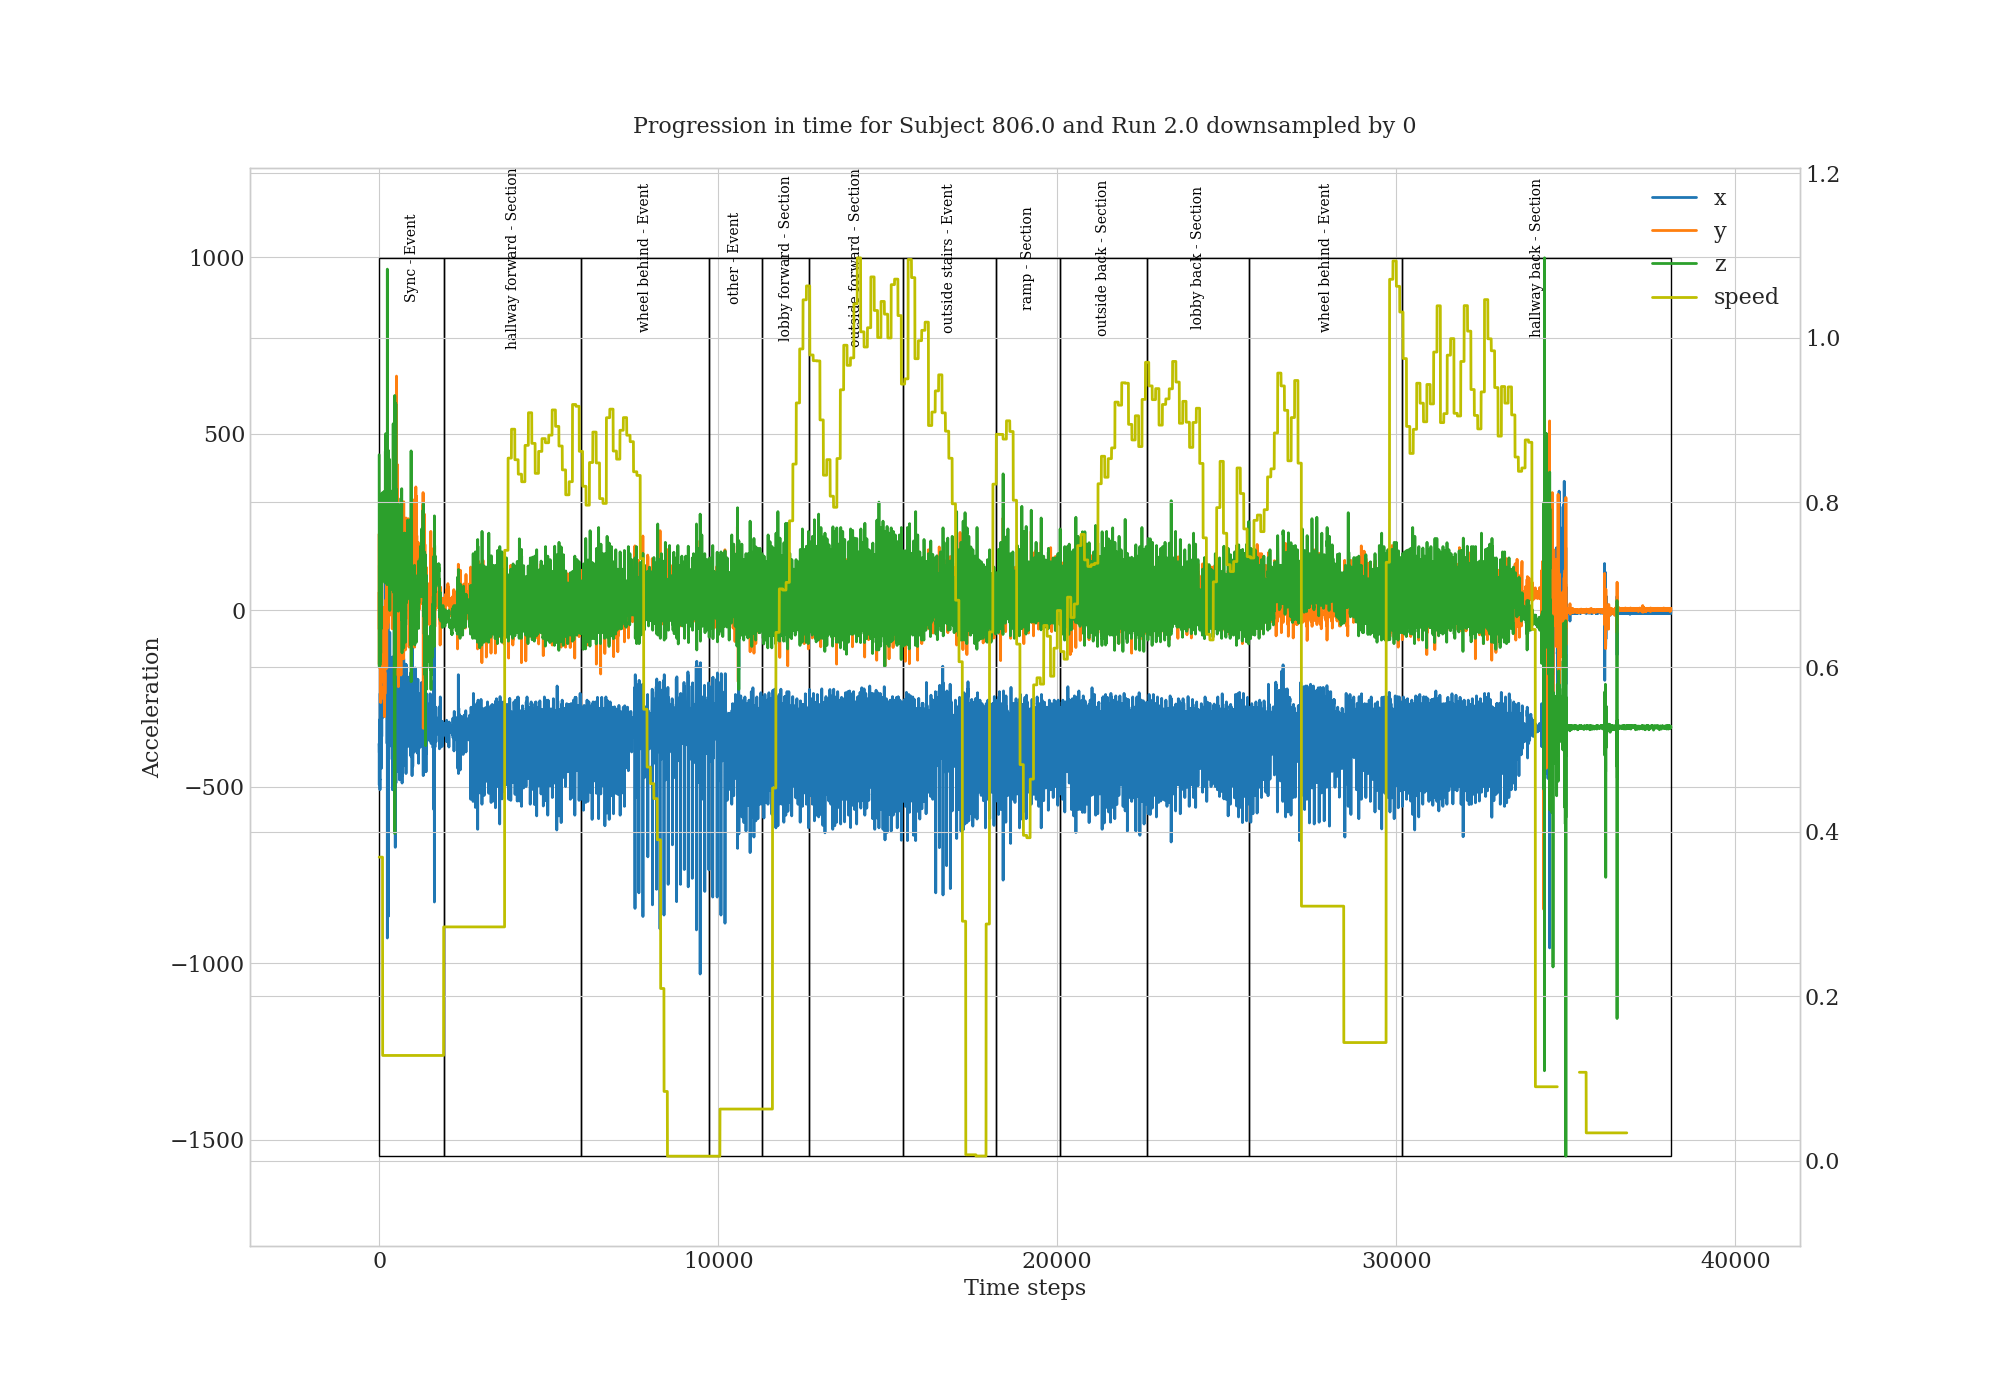 Progression in time for Subject 806.0 and Run 2.0 downsampled by 0
Sync - Event
hallway forward - Section
wheel behind - Event
other - Event
lobby forward - Section
outside forward - Section
outside stairs - Event
ramp - Section
outside back - Section
lobby back - Section
wheel behind - Event
hallway back - Section
x
y
z
speed
1000
500
0
−500
−1000
−1500
Acceleration
1.2
1.0
0.8
0.6
0.4
0.2
0.0
0 10000 20000 30000 40000
Time steps